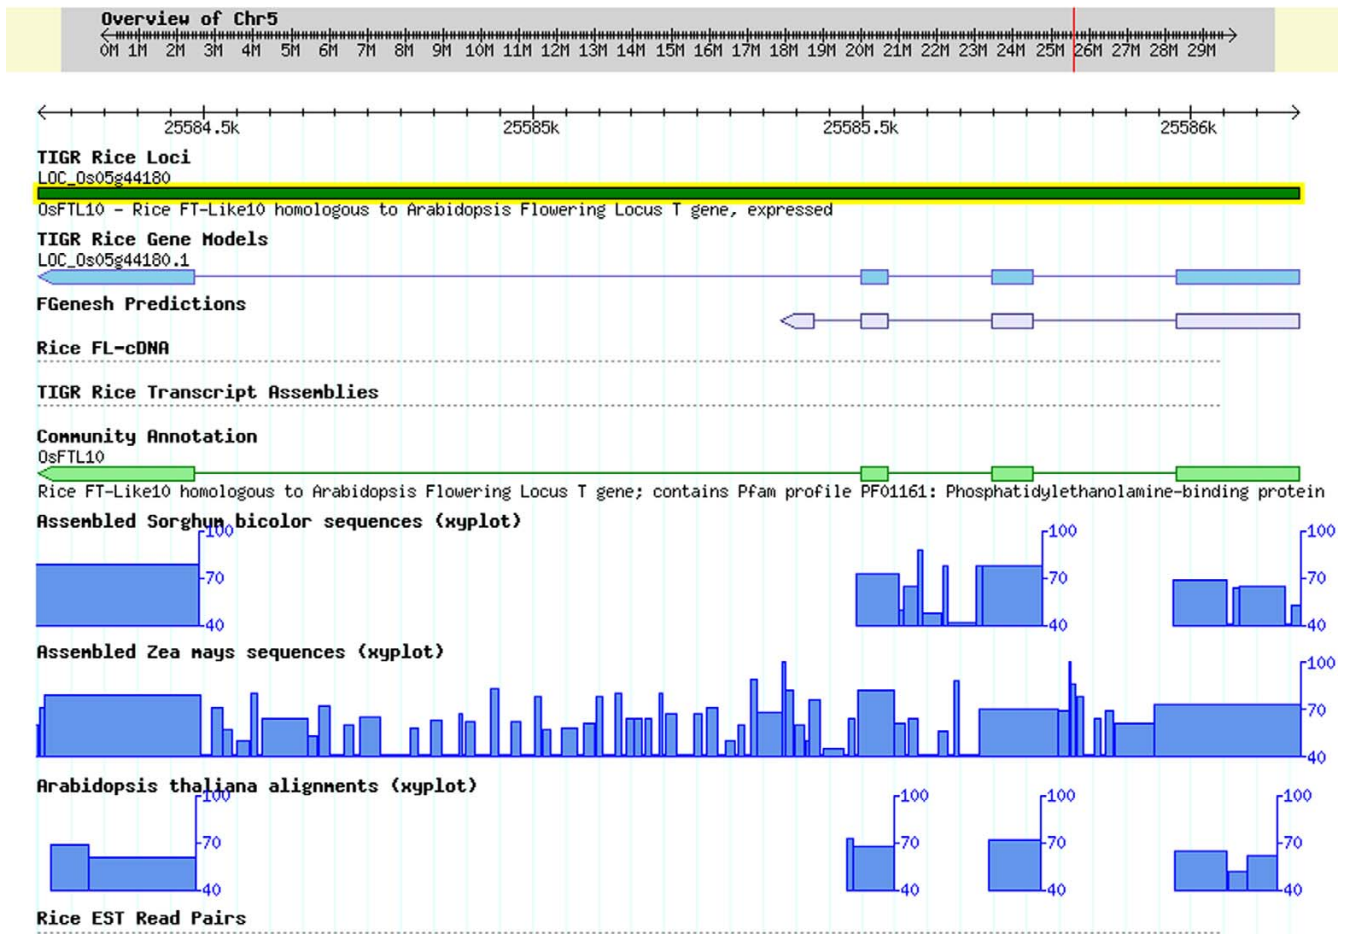 Overview of Chr5
0M 1M 2M 3M 4M 5M 6M 7M 8M 9M 10M 11M 12M 13M 14M 15M 16M 17M 18M 19M 20M 21M 22M 23M 24M 25M 26M 27M 28M 29M
25584.5k 25585k 25585.5k 25586k
TIGR Rice Loci
LOC_Os05g44180
OsFTL10 - Rice FT-Like10 homologous to Arabidopsis Flowering Locus T gene, expressed
TIGR Rice Gene Models
LOC_Os05g44180.1
FGenesh Predictions
Rice FL-cDNA
TIGR Rice Transcript Assemblies
Community Annotation
OsFTL10
Rice FT-Like10 homologous to Arabidopsis Flowering Locus T gene; contains Pfam profile PF01161: Phosphatidylethanolamine-binding protein
Assembled Sorghum bicolor sequences (xyplot)
100 100 100
70 70 70
40 40 40
Assembled Zea mays sequences (xyplot)
100
70
40
Arabidopsis thaliana alignments (xyplot)
100 100 100 100
70 70 70 70
40 40 40 40
Rice EST Read Pairs